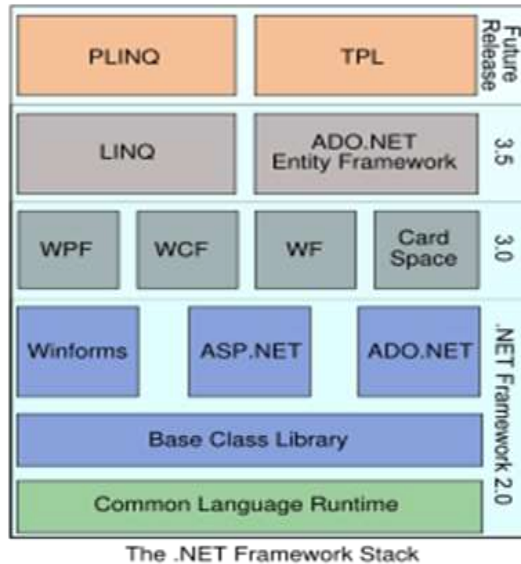 PLINQ
TPL
Future
Release
LINQ
ADO.NET
Entity Framework
3.5
WPF
WCF
WF
Card
Space
3.0
Winforms
ASP.NET
ADO.NET
.NET Framework 2.0
Base Class Library
Common Language Runtime
The .NET Framework Stack